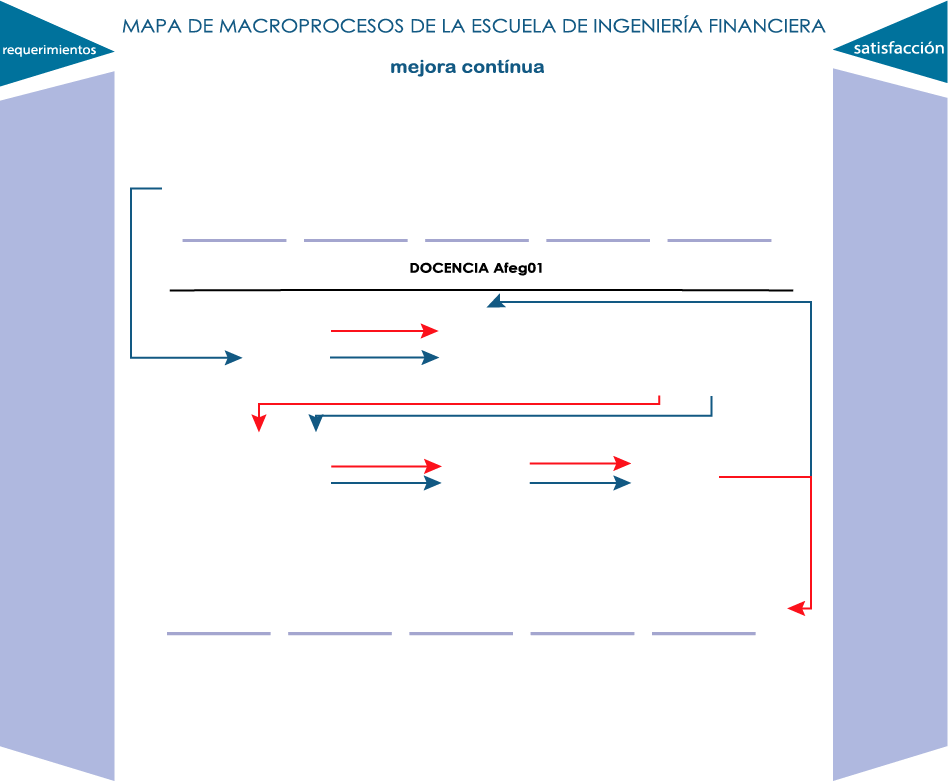 MAPA DE MACROPROCESOS DE LA ESCUELA DE INGENIERÍA FINANCIERA
requerimientos
satisfacción
mejora contínua
DOCENCIA Afeg01